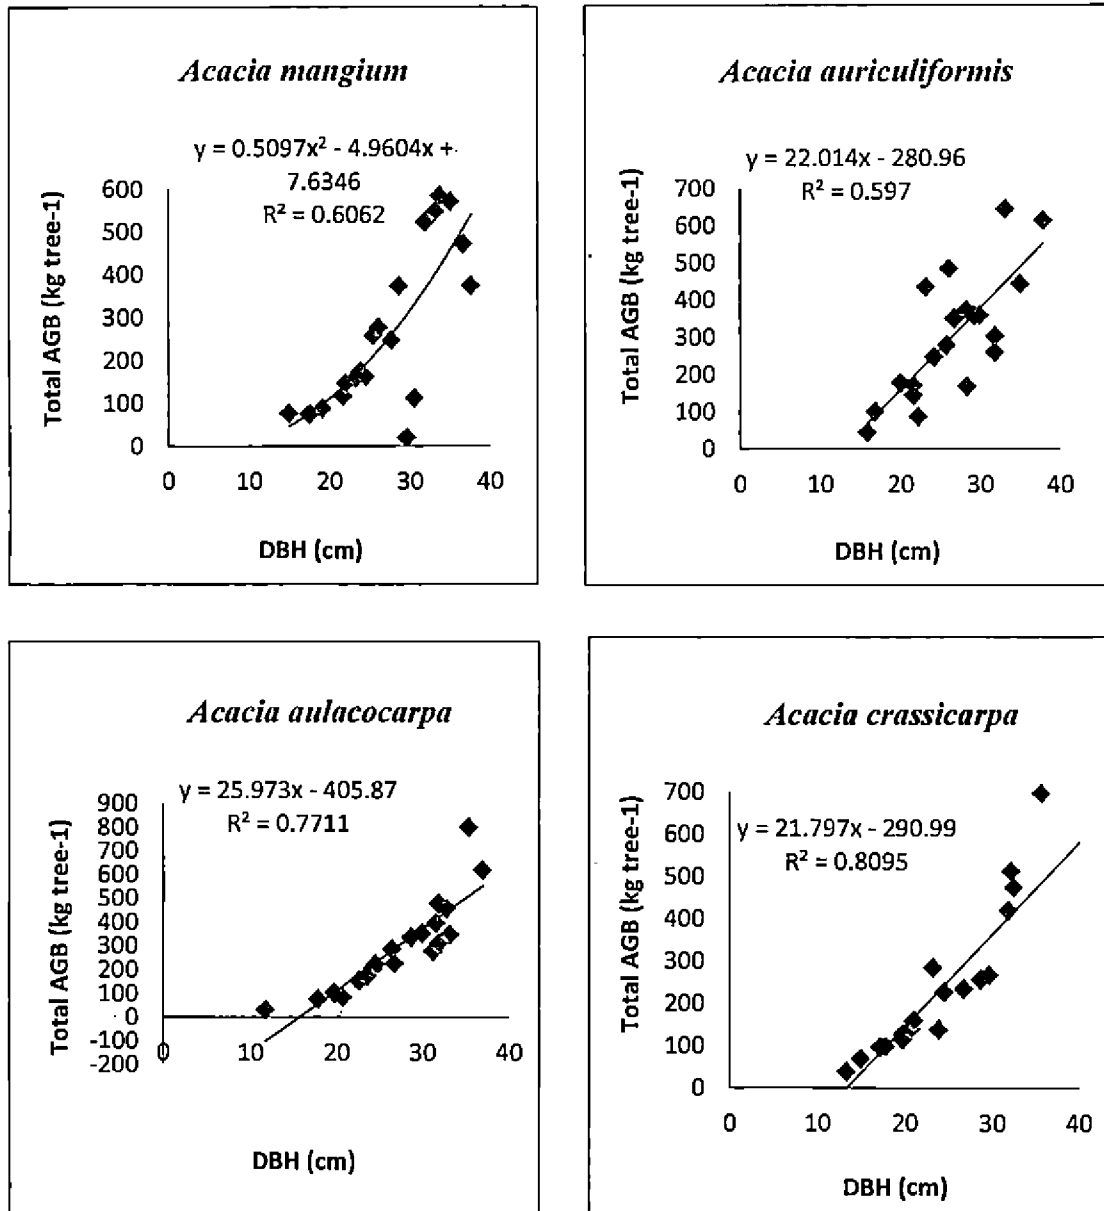 Acacia mangium
y = 0.5097x² - 4.9604x +
7.6346
R² = 0.6062
Total AGB (kg tree-1)
600
500
400
300
200
100
0
0 10 20 30 40
DBH (cm)
Acacia auriculiformis
y = 22.014x - 280.96
R² = 0.597
Total AGB (kg tree-1)
700
600
500
400
300
200
100
0
0 10 20 30 40
DBH (cm)
Acacia aulacocarpa
y = 25.973x - 405.87
R² = 0.7711
Total AGB (kg tree-1)
900
800
700
600
500
400
300
200
100
0
-100
-200
0 10 20 30 40
DBH (cm)
Acacia crassicarpa
y = 21.797x - 290.99
R² = 0.8095
Total AGB (kg tree-1)
700
600
500
400
300
200
100
0
0 10 20 30 40
DBH (cm)